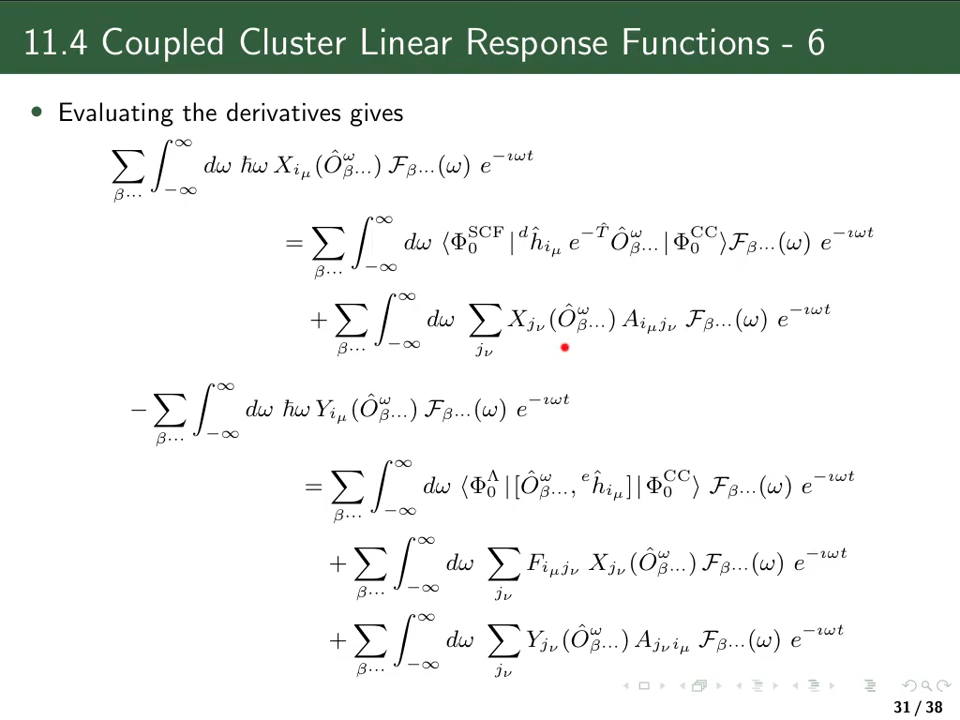 11.4 Coupled Cluster Linear Response Functions - 6
• Evaluating the derivatives gives
∑_{β···} ∫_{−∞}^{∞} dω ħω X_{i_μ}(Ô^ω_{β···}) ℱ_{β···}(ω) e^{−ıωt}
= ∑_{β···} ∫_{−∞}^{∞} dω ⟨Φ_0^{SCF} | ^d ĥ_{i_μ} e^{−T̂} Ô^ω_{β···} | Φ_0^{CC}⟩ ℱ_{β···}(ω) e^{−ıωt}
+ ∑_{β···} ∫_{−∞}^{∞} dω ∑_{j_ν} X_{j_ν}(Ô^ω_{β···}) A_{i_μ j_ν} ℱ_{β···}(ω) e^{−ıωt}
− ∑_{β···} ∫_{−∞}^{∞} dω ħω Y_{i_μ}(Ô^ω_{β···}) ℱ_{β···}(ω) e^{−ıωt}
= ∑_{β···} ∫_{−∞}^{∞} dω ⟨Φ_0^Λ | [Ô^ω_{β···}, ^e ĥ_{i_μ}] | Φ_0^{CC}⟩ ℱ_{β···}(ω) e^{−ıωt}
+ ∑_{β···} ∫_{−∞}^{∞} dω ∑_{j_ν} F_{i_μ j_ν} X_{j_ν}(Ô^ω_{β···}) ℱ_{β···}(ω) e^{−ıωt}
+ ∑_{β···} ∫_{−∞}^{∞} dω ∑_{j_ν} Y_{j_ν}(Ô^ω_{β···}) A_{j_ν i_μ} ℱ_{β···}(ω) e^{−ıωt}
31 / 38